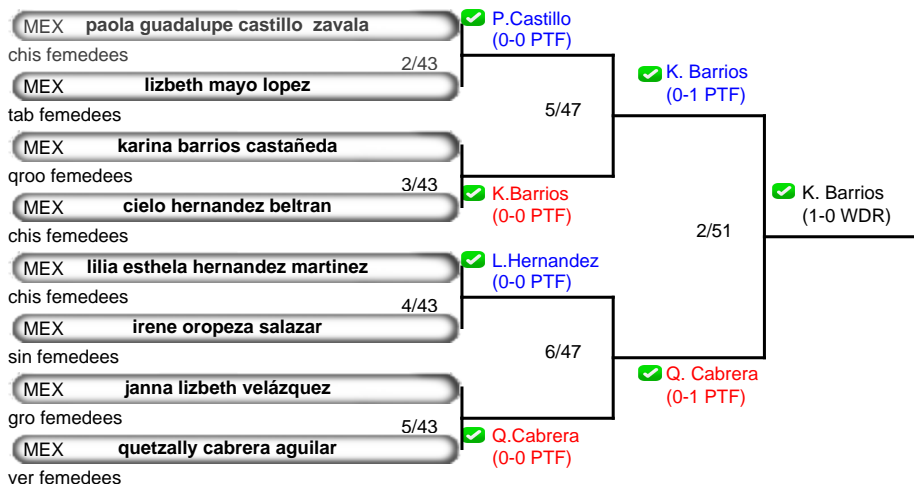 MEX paola guadalupe castillo  zavala
P.Castillo
(0-0 PTF)
chis femedees
2/43
MEX lizbeth mayo lopez
K. Barrios
(0-1 PTF)
tab femedees
5/47
MEX karina barrios castañeda
qroo femedees
3/43
K.Barrios
(0-0 PTF)
MEX cielo hernandez beltran
K. Barrios
(1-0 WDR)
chis femedees
2/51
MEX lilia esthela hernandez martinez
L.Hernandez
(0-0 PTF)
chis femedees
4/43
MEX irene oropeza salazar
sin femedees
6/47
MEX janna lizbeth velázquez
Q. Cabrera
(0-1 PTF)
gro femedees
5/43
Q.Cabrera
(0-0 PTF)
MEX quetzally cabrera aguilar
ver femedees